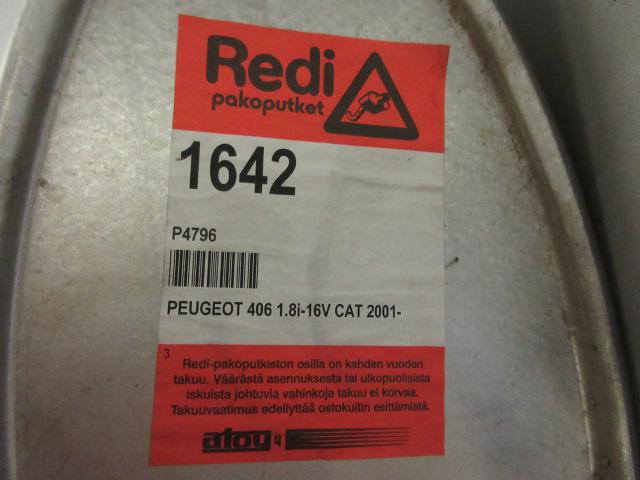 Redi
pakoputket
1642
P4796
PEUGEOT 406 1.8i-16V CAT 2001-
3
Redi-pakoputkiston osilla on kahden vuoden
takuu. Väärästä asennuksesta tai ulkopuolisista
iskuista johtuvia vahinkoja takuu ei korvaa.
Takuuvaatimus edellyttää ostokuitin esittämistä.
atoy